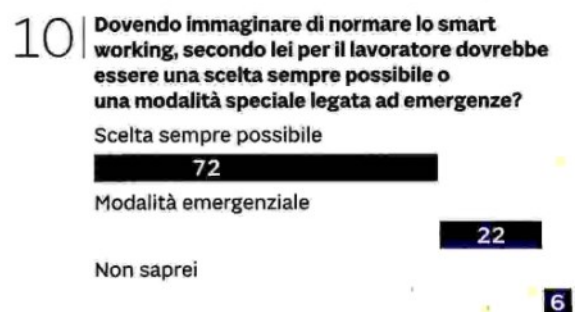 10
Dovendo immaginare di normare lo smart
working, secondo lei per il lavoratore dovrebbe
essere una scelta sempre possibile o
una modalità speciale legata ad emergenze?
Scelta sempre possibile
72
Modalità emergenziale
22
Non saprei
6